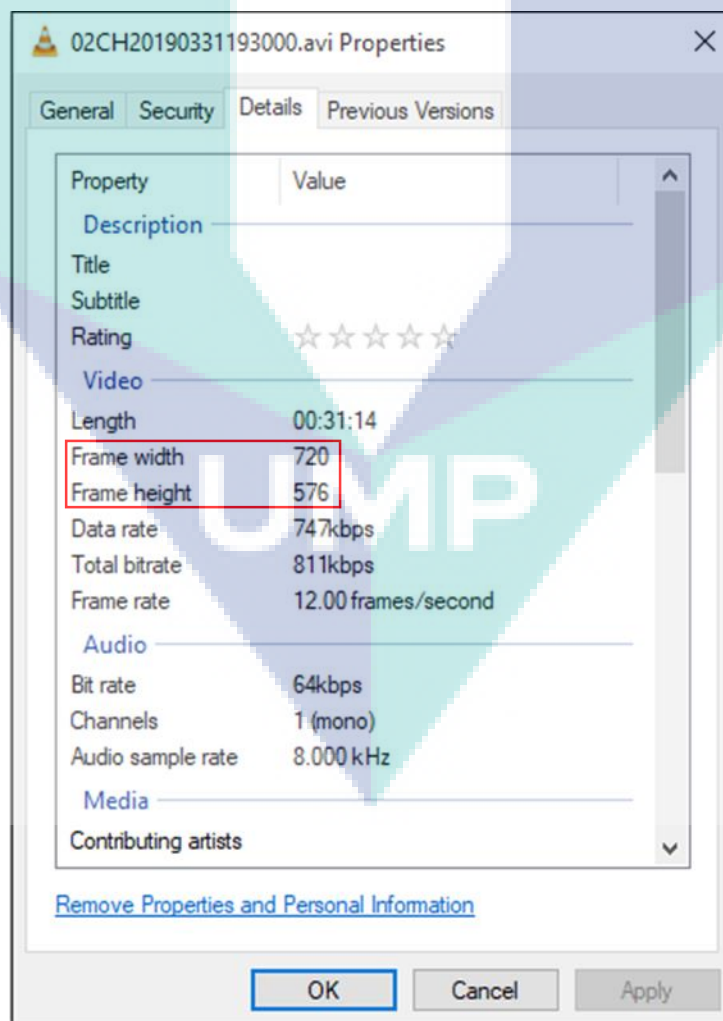 02CH20190331193000.avi Properties
General Security Details Previous Versions
Property Value
Description
Title
Subtitle
Rating
Video
Length 00:31:14
Frame width 720
Frame height 576
Data rate 747kbps
Total bitrate 811kbps
Frame rate 12.00 frames/second
Audio
Bit rate 64kbps
Channels 1 (mono)
Audio sample rate 8.000 kHz
Media
Contributing artists
Remove Properties and Personal Information
OK Cancel Apply
UMP